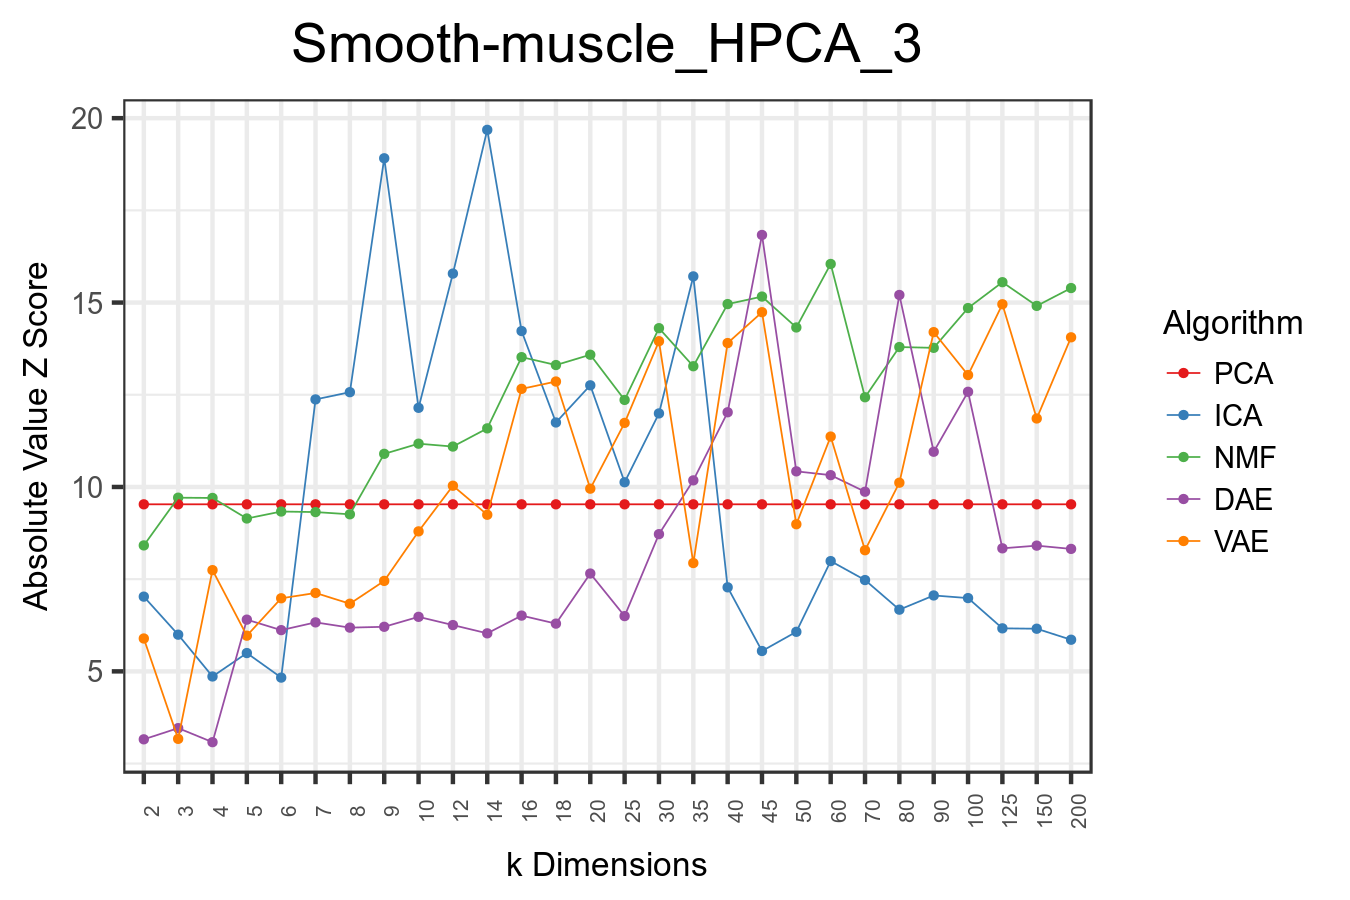 Smooth-muscle_HPCA_3
Absolute Value Z Score
20
15
10
5
2 3 4 5 6 7 8 9 10 12 14 16 18 20 25 30 35 40 45 50 60 70 80 90 100 125 150 200
k Dimensions
Algorithm
PCA
ICA
NMF
DAE
VAE